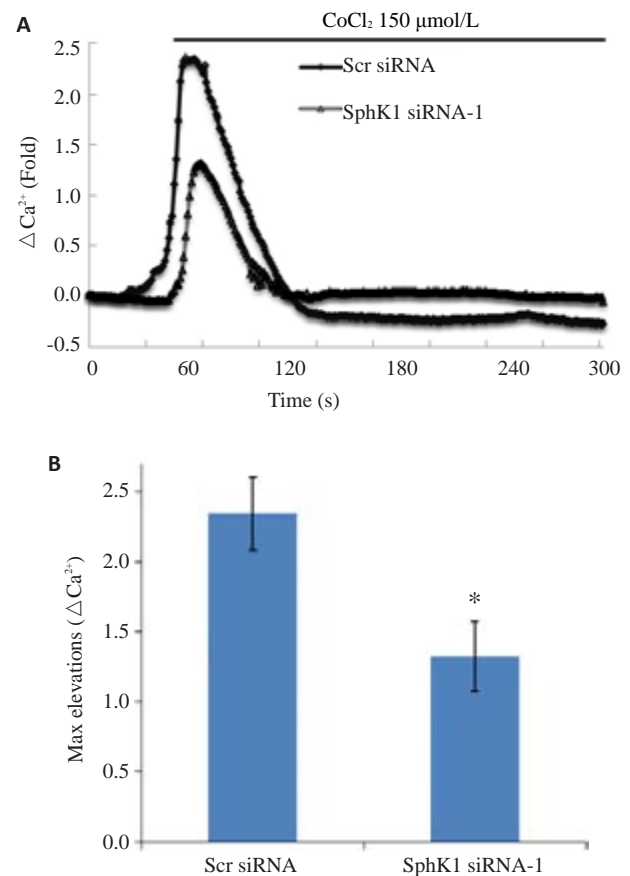 A
CoCl₂ 150 μmol/L
2.5
2.0
1.5
1.0
0.5
0.0
-0.5
△Ca²⁺ (Fold)
Scr siRNA
SphK1 siRNA-1
0 60 120 180 240 300
Time (s)
B
2.5
2.0
1.5
1.0
0.5
0.0
Max elevations (△Ca²⁺)
*
Scr siRNA SphK1 siRNA-1